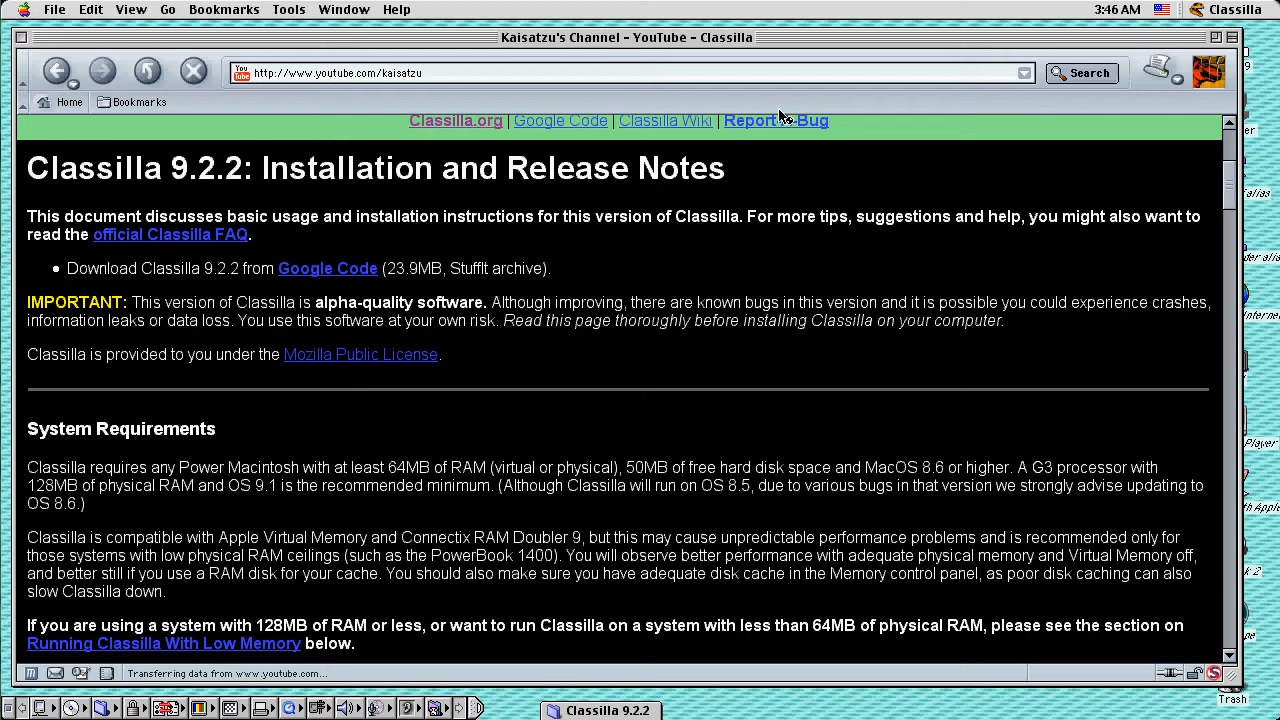 File Edit View Go Bookmarks Tools Window Help 3:46 AM Classilla
Kaisatzu's Channel - YouTube - Classilla
You Tube http://www.youtube.com/kaisatzu Search
Home Bookmarks
Classilla.org | Google Code | Classilla Wiki | Report-A-Bug
Classilla 9.2.2: Installation and Release Notes
This document discusses basic usage and installation instructions for this version of Classilla. For more tips, suggestions and help, you might also want to
read the official Classilla FAQ.
Download Classilla 9.2.2 from Google Code (23.9MB, StuffIt archive)
IMPORTANT: This version of Classilla is alpha-quality software. Although improving, there are known bugs in this version and it is possible you could experience crashes,
information leaks or data loss. You use this software at your own risk. Read this page thoroughly before installing Classilla on your computer.
Classilla is provided to you under the Mozilla Public License.
System Requirements
Classilla requires any Power Macintosh with at least 64MB of RAM (virtual or physical), 50MB of free hard disk space and MacOS 8.6 or higher. A G3 processor with
128MB of physical RAM and OS 9.1 is the recommended minimum. (Although Classilla will run on OS 8.5, due to various bugs in that version we strongly advise updating to
OS 8.6.)
Classilla is compatible with Apple Virtual Memory and Connectix RAM Doubler, but this may cause unpredictable performance problems and is recommended only for
those systems with low physical RAM ceilings (such as the PowerBook 1400). You will observe better performance with adequate physical memory and Virtual Memory off,
and better still if you use a RAM disk for your cache. You should also make sure you have adequate disk cache in the Memory control panel, as poor disk caching can also
slow Classilla down.
If you are using a system with 128MB of RAM or less, or want to run Classilla on a system with less than 64MB of physical RAM, please see the section on
Running Classilla With Low Memory below.
Transferring data from www.youtube.com...
Trash
Classilla 9.2.2